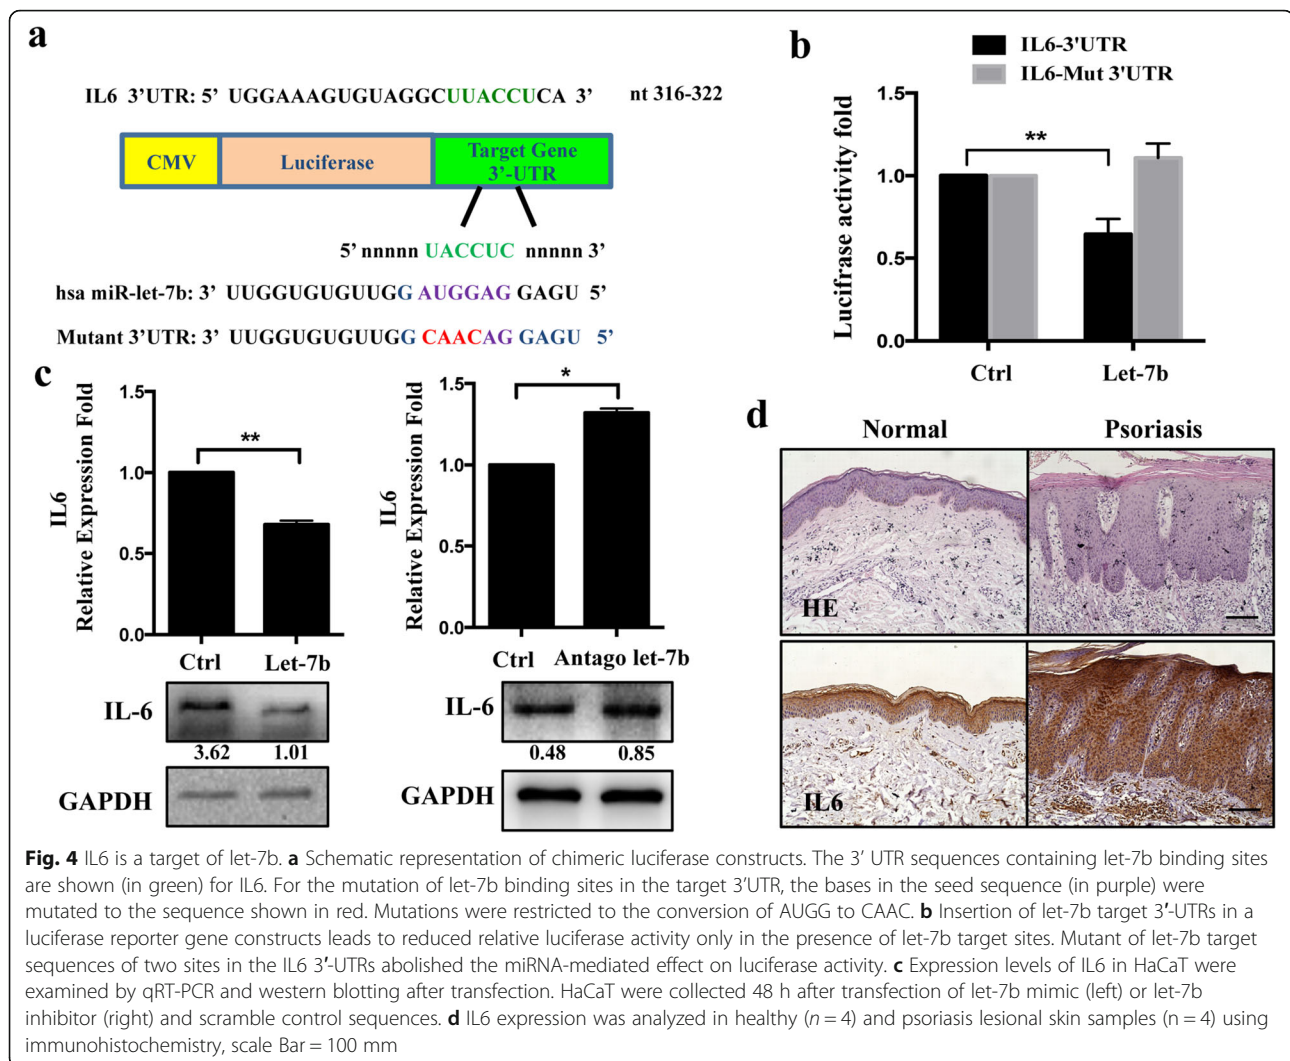 a
IL6 3'UTR: 5' UGGAAAGUGUAGGCUUACCUCA 3' nt 316-322
CMV Luciferase Target Gene
3'-UTR
5' nnnnn UACCUC nnnnn 3'
hsa miR-let-7b: 3' UUGGUGUGUUGG AUGGAG GAGU 5'
Mutant 3'UTR: 3' UUGGUGUGUUGG CAACAG GAGU 5'
b
IL6-3'UTR
IL6-Mut 3'UTR
Lucifrase activity fold
1.5
1.0
0.5
0.0
**
Ctrl Let-7b
c
IL6
Relative Expression Fold
1.5
1.0
0.5
0.0
**
Ctrl Let-7b
IL-6
3.62 1.01
GAPDH
IL6
Relative Expression Fold
1.5
1.0
0.5
0.0
*
Ctrl Antago let-7b
IL-6
0.48 0.85
GAPDH
d
Normal Psoriasis
HE
IL6
Fig. 4 IL6 is a target of let-7b. a Schematic representation of chimeric luciferase constructs. The 3' UTR sequences containing let-7b binding sites
are shown (in green) for IL6. For the mutation of let-7b binding sites in the target 3'UTR, the bases in the seed sequence (in purple) were
mutated to the sequence shown in red. Mutations were restricted to the conversion of AUGG to CAAC. b Insertion of let-7b target 3'-UTRs in a
luciferase reporter gene constructs leads to reduced relative luciferase activity only in the presence of let-7b target sites. Mutant of let-7b target
sequences of two sites in the IL6 3'-UTRs abolished the miRNA-mediated effect on luciferase activity. c Expression levels of IL6 in HaCaT were
examined by qRT-PCR and western blotting after transfection. HaCaT were collected 48 h after transfection of let-7b mimic (left) or let-7b
inhibitor (right) and scramble control sequences. d IL6 expression was analyzed in healthy (n = 4) and psoriasis lesional skin samples (n = 4) using
immunohistochemistry, scale Bar = 100 mm